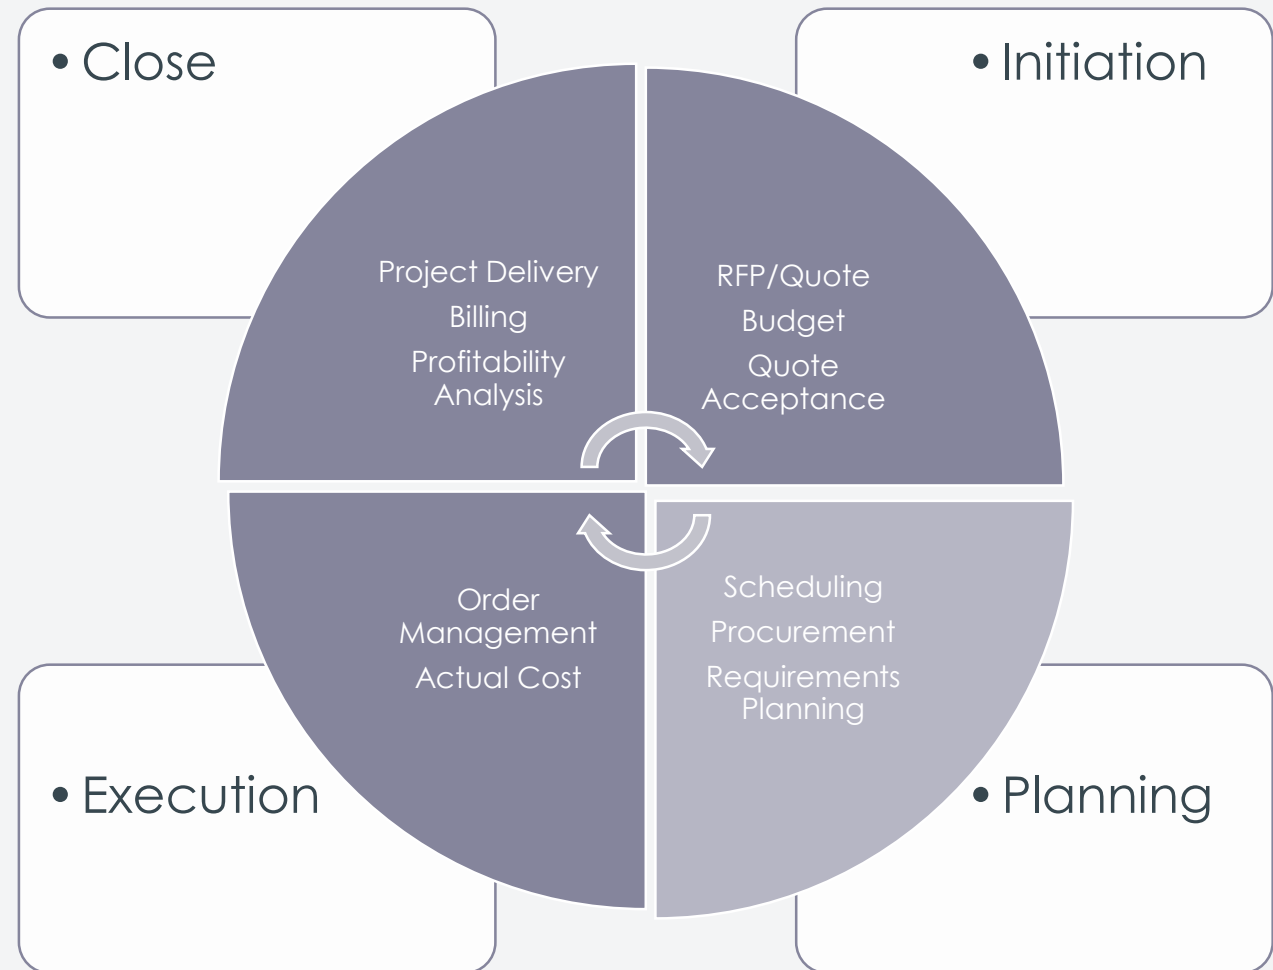 • Close
• Initiation
Project Delivery
Billing
Profitability
Analysis
RFP/Quote
Budget
Quote
Acceptance
Order
Management
Actual Cost
Scheduling
Procurement
Requirements
Planning
• Execution
• Planning